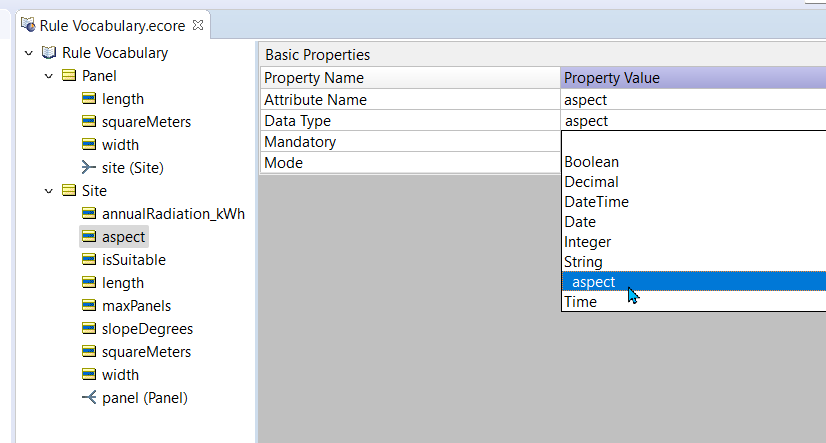 Rule Vocabulary.ecore
Rule Vocabulary
Panel
length
squareMeters
width
site (Site)
Site
annualRadiation_kWh
aspect
isSuitable
length
maxPanels
slopeDegrees
squareMeters
width
panel (Panel)
Basic Properties
Property Name Property Value
Attribute Name aspect
Data Type aspect
Mandatory
Mode
Boolean
Decimal
DateTime
Date
Integer
String
aspect
Time